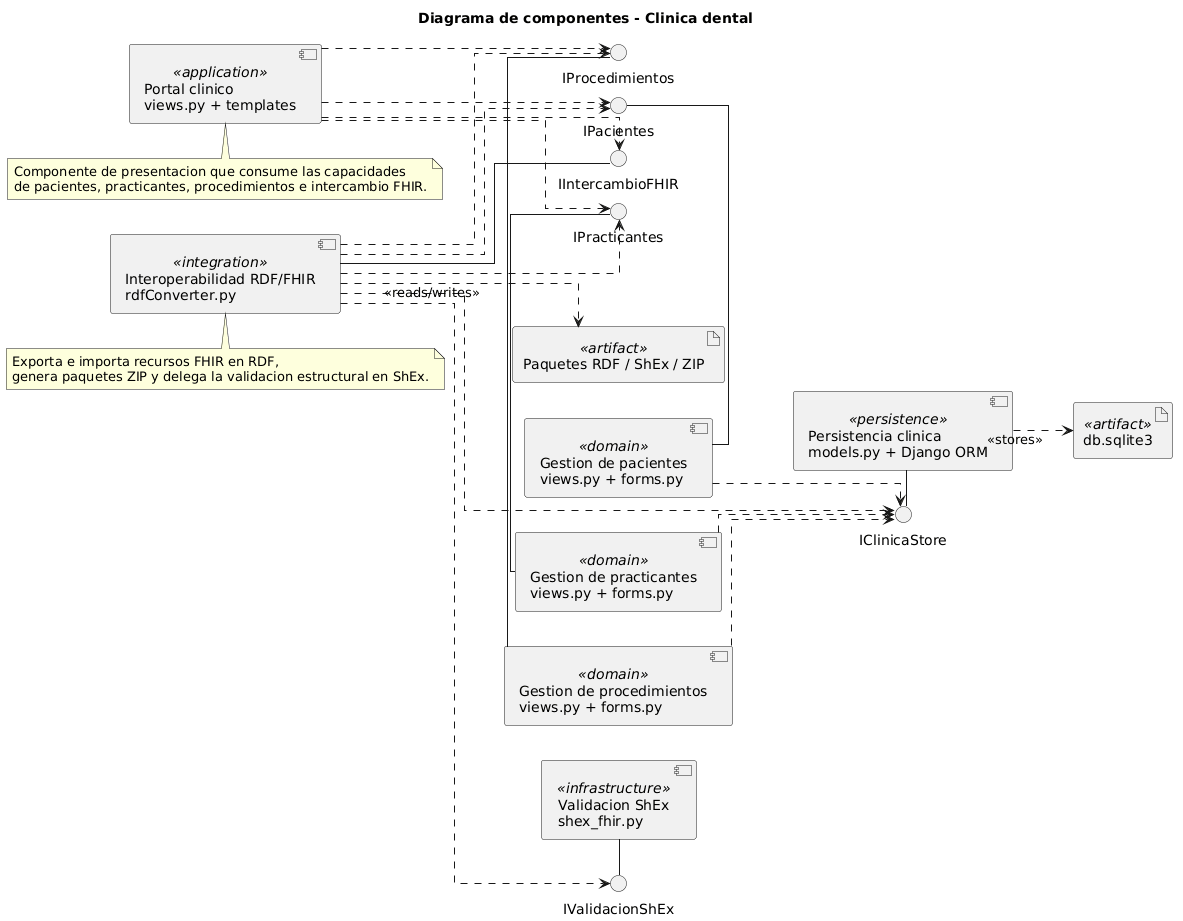 Diagrama de componentes - Clinica dental
«application»
Portal clinico
views.py + templates
IProcedimientos
IPacientes
Componente de presentacion que consume las capacidades
de pacientes, practicantes, procedimientos e intercambio FHIR.
IIntercambioFHIR
IPracticantes
«integration»
Interoperabilidad RDF/FHIR
rdfConverter.py
«reads/writes»
Exporta e importa recursos FHIR en RDF,
genera paquetes ZIP y delega la validacion estructural en ShEx.
«artifact»
Paquetes RDF / ShEx / ZIP
«domain»
Gestion de pacientes
views.py + forms.py
«persistence»
Persistencia clinica
models.py + Django ORM
«stores»
«artifact»
db.sqlite3
IClinicaStore
«domain»
Gestion de practicantes
views.py + forms.py
«domain»
Gestion de procedimientos
views.py + forms.py
«infrastructure»
Validacion ShEx
shex_fhir.py
IValidacionShEx